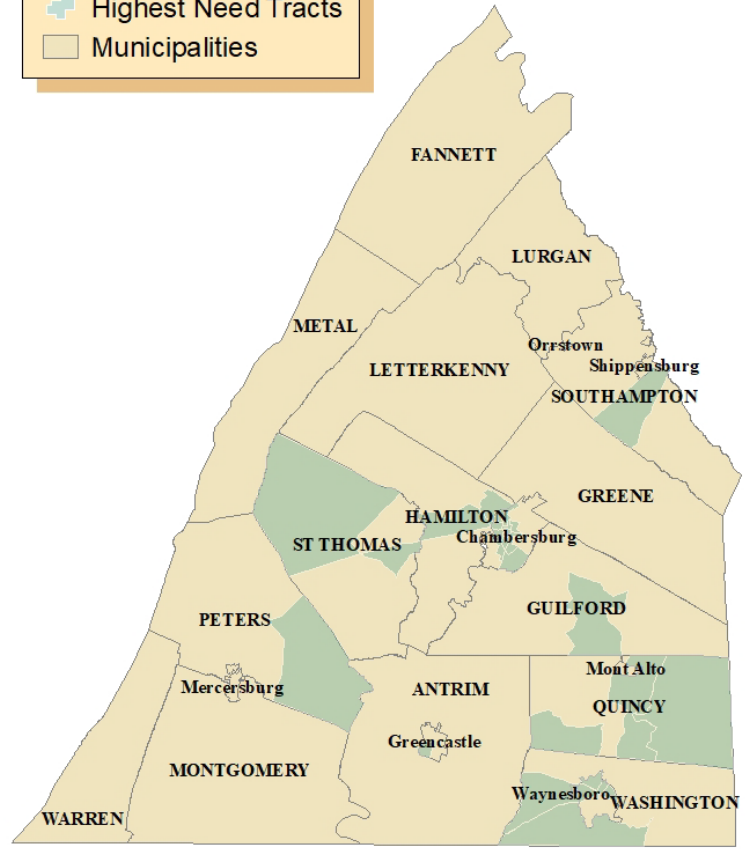 Highest Need Tracts
Municipalities
FANNETT
LURGAN
METAL
Orrstown
LETTERKENNY
Shippensburg
SOUTHAMPTON
GREENE
HAMILTON
Chambersburg
ST THOMAS
GUILFORD
PETERS
Mont Alto
Mercersburg
ANTRIM
QUINCY
Greencastle
MONTGOMERY
Waynesboro
WASHINGTON
WARREN